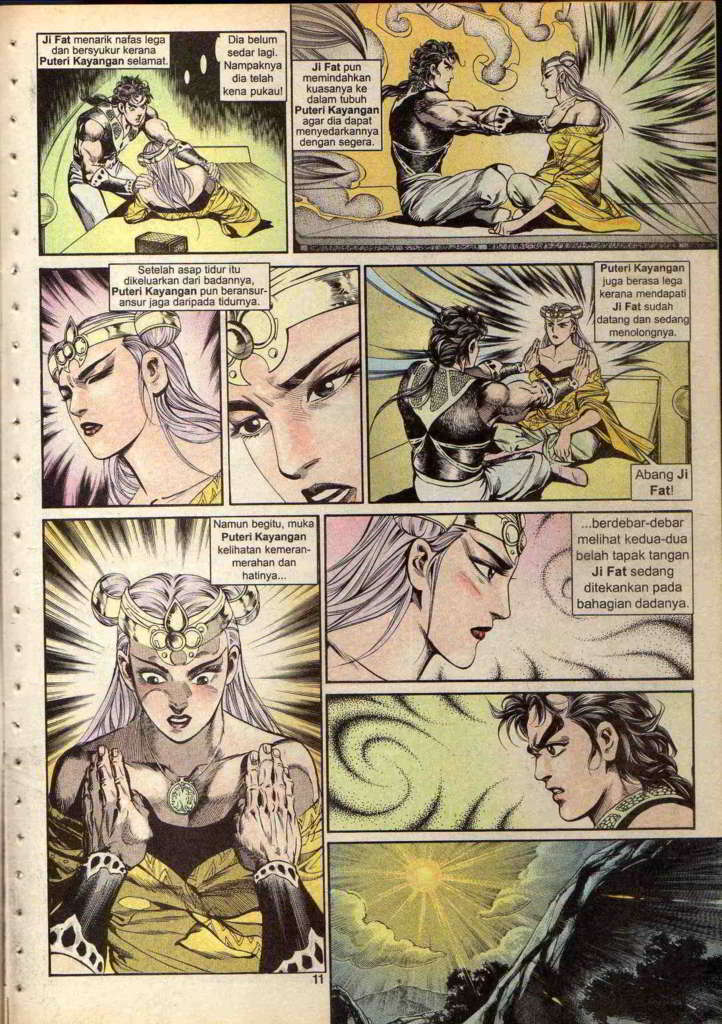 Ji Fat menarik nafas lega
dan bersyukur kerana
Puteri Kayangan selamat.
Dia belum
sedar lagi.
Nampaknya
dia telah
kena pukau!
Ji Fat pun
memindahkan
kuasanya ke
dalam tubuh
Puteri Kayangan
agar dia dapat
menyedarkannya
dengan segera.
Setelah asap tidur itu
dikeluarkan dari badannya,
Puteri Kayangan pun beransur-
ansur jaga daripada tidurnya.
Puteri Kayangan
juga berasa lega
kerana mendapati
Ji Fat sudah
datang dan sedang
menolongnya.
Abang Ji
Fat!
Namun begitu, muka
Puteri Kayangan
kelihatan kemeran-
merahan dan
hatinya...
...berdebar-debar
melihat kedua-dua
belah tapak tangan
Ji Fat sedang
ditekankan pada
bahagian dadanya.
11